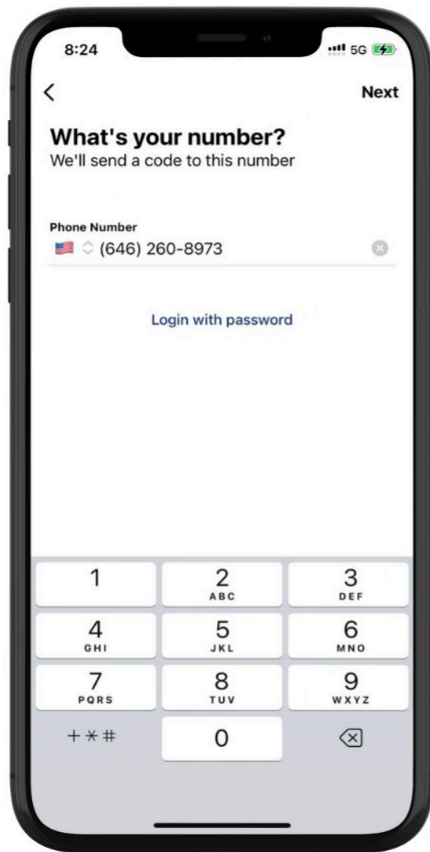 8:24
5G
Next
What's your number?
We'll send a code to this number
Phone Number
(646) 260-8973
Login with password
1
2
3
ABC
DEF
4
5
6
GHI
JKL
MNO
7
8
9
PQRS
TUV
WXYZ
+*#
0